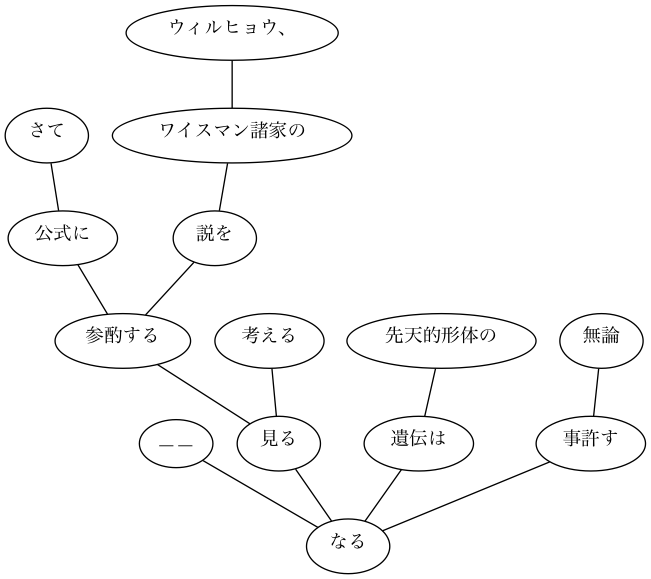 ウィルヒョウ、
さて
ワイスマン諸家の
公式に
説を
参酌する
考える
先天的形体の
無論
＿＿
見る
遺伝は
事許す
なる